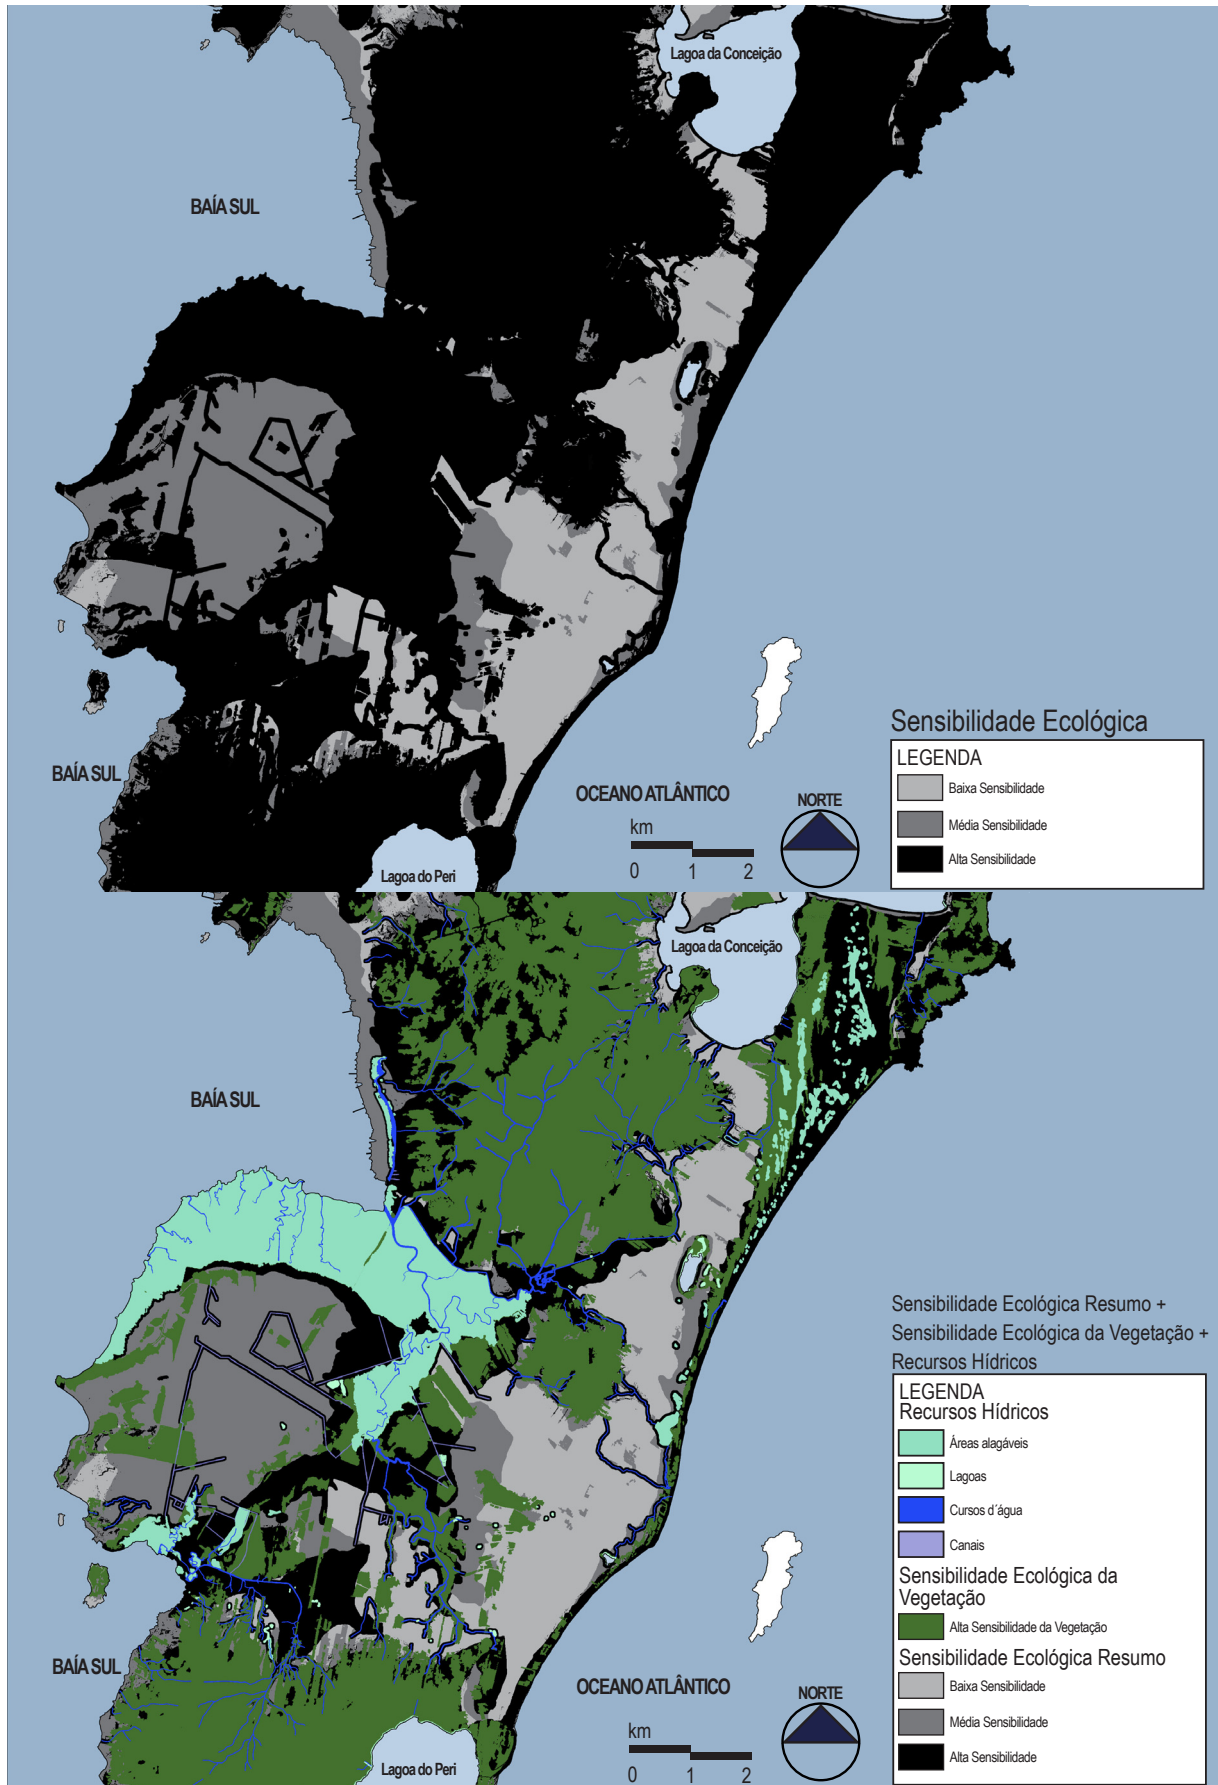 Lagoa da Conceição
BAÍA SUL
BAÍA SUL
OCEANO ATLÂNTICO
NORTE
km
0 1 2
Lagoa do Peri
Sensibilidade Ecológica
LEGENDA
Baixa Sensibilidade
Média Sensibilidade
Alta Sensibilidade
Lagoa da Conceição
BAÍA SUL
BAÍA SUL
OCEANO ATLÂNTICO
NORTE
km
0 1 2
Lagoa do Peri
Sensibilidade Ecológica Resumo +
Sensibilidade Ecológica da Vegetação +
Recursos Hídricos
LEGENDA
Recursos Hídricos
Áreas alagáveis
Lagoas
Cursos d´água
Canais
Sensibilidade Ecológica da
Vegetação
Alta Sensibilidade da Vegetação
Sensibilidade Ecológica Resumo
Baixa Sensibilidade
Média Sensibilidade
Alta Sensibilidade